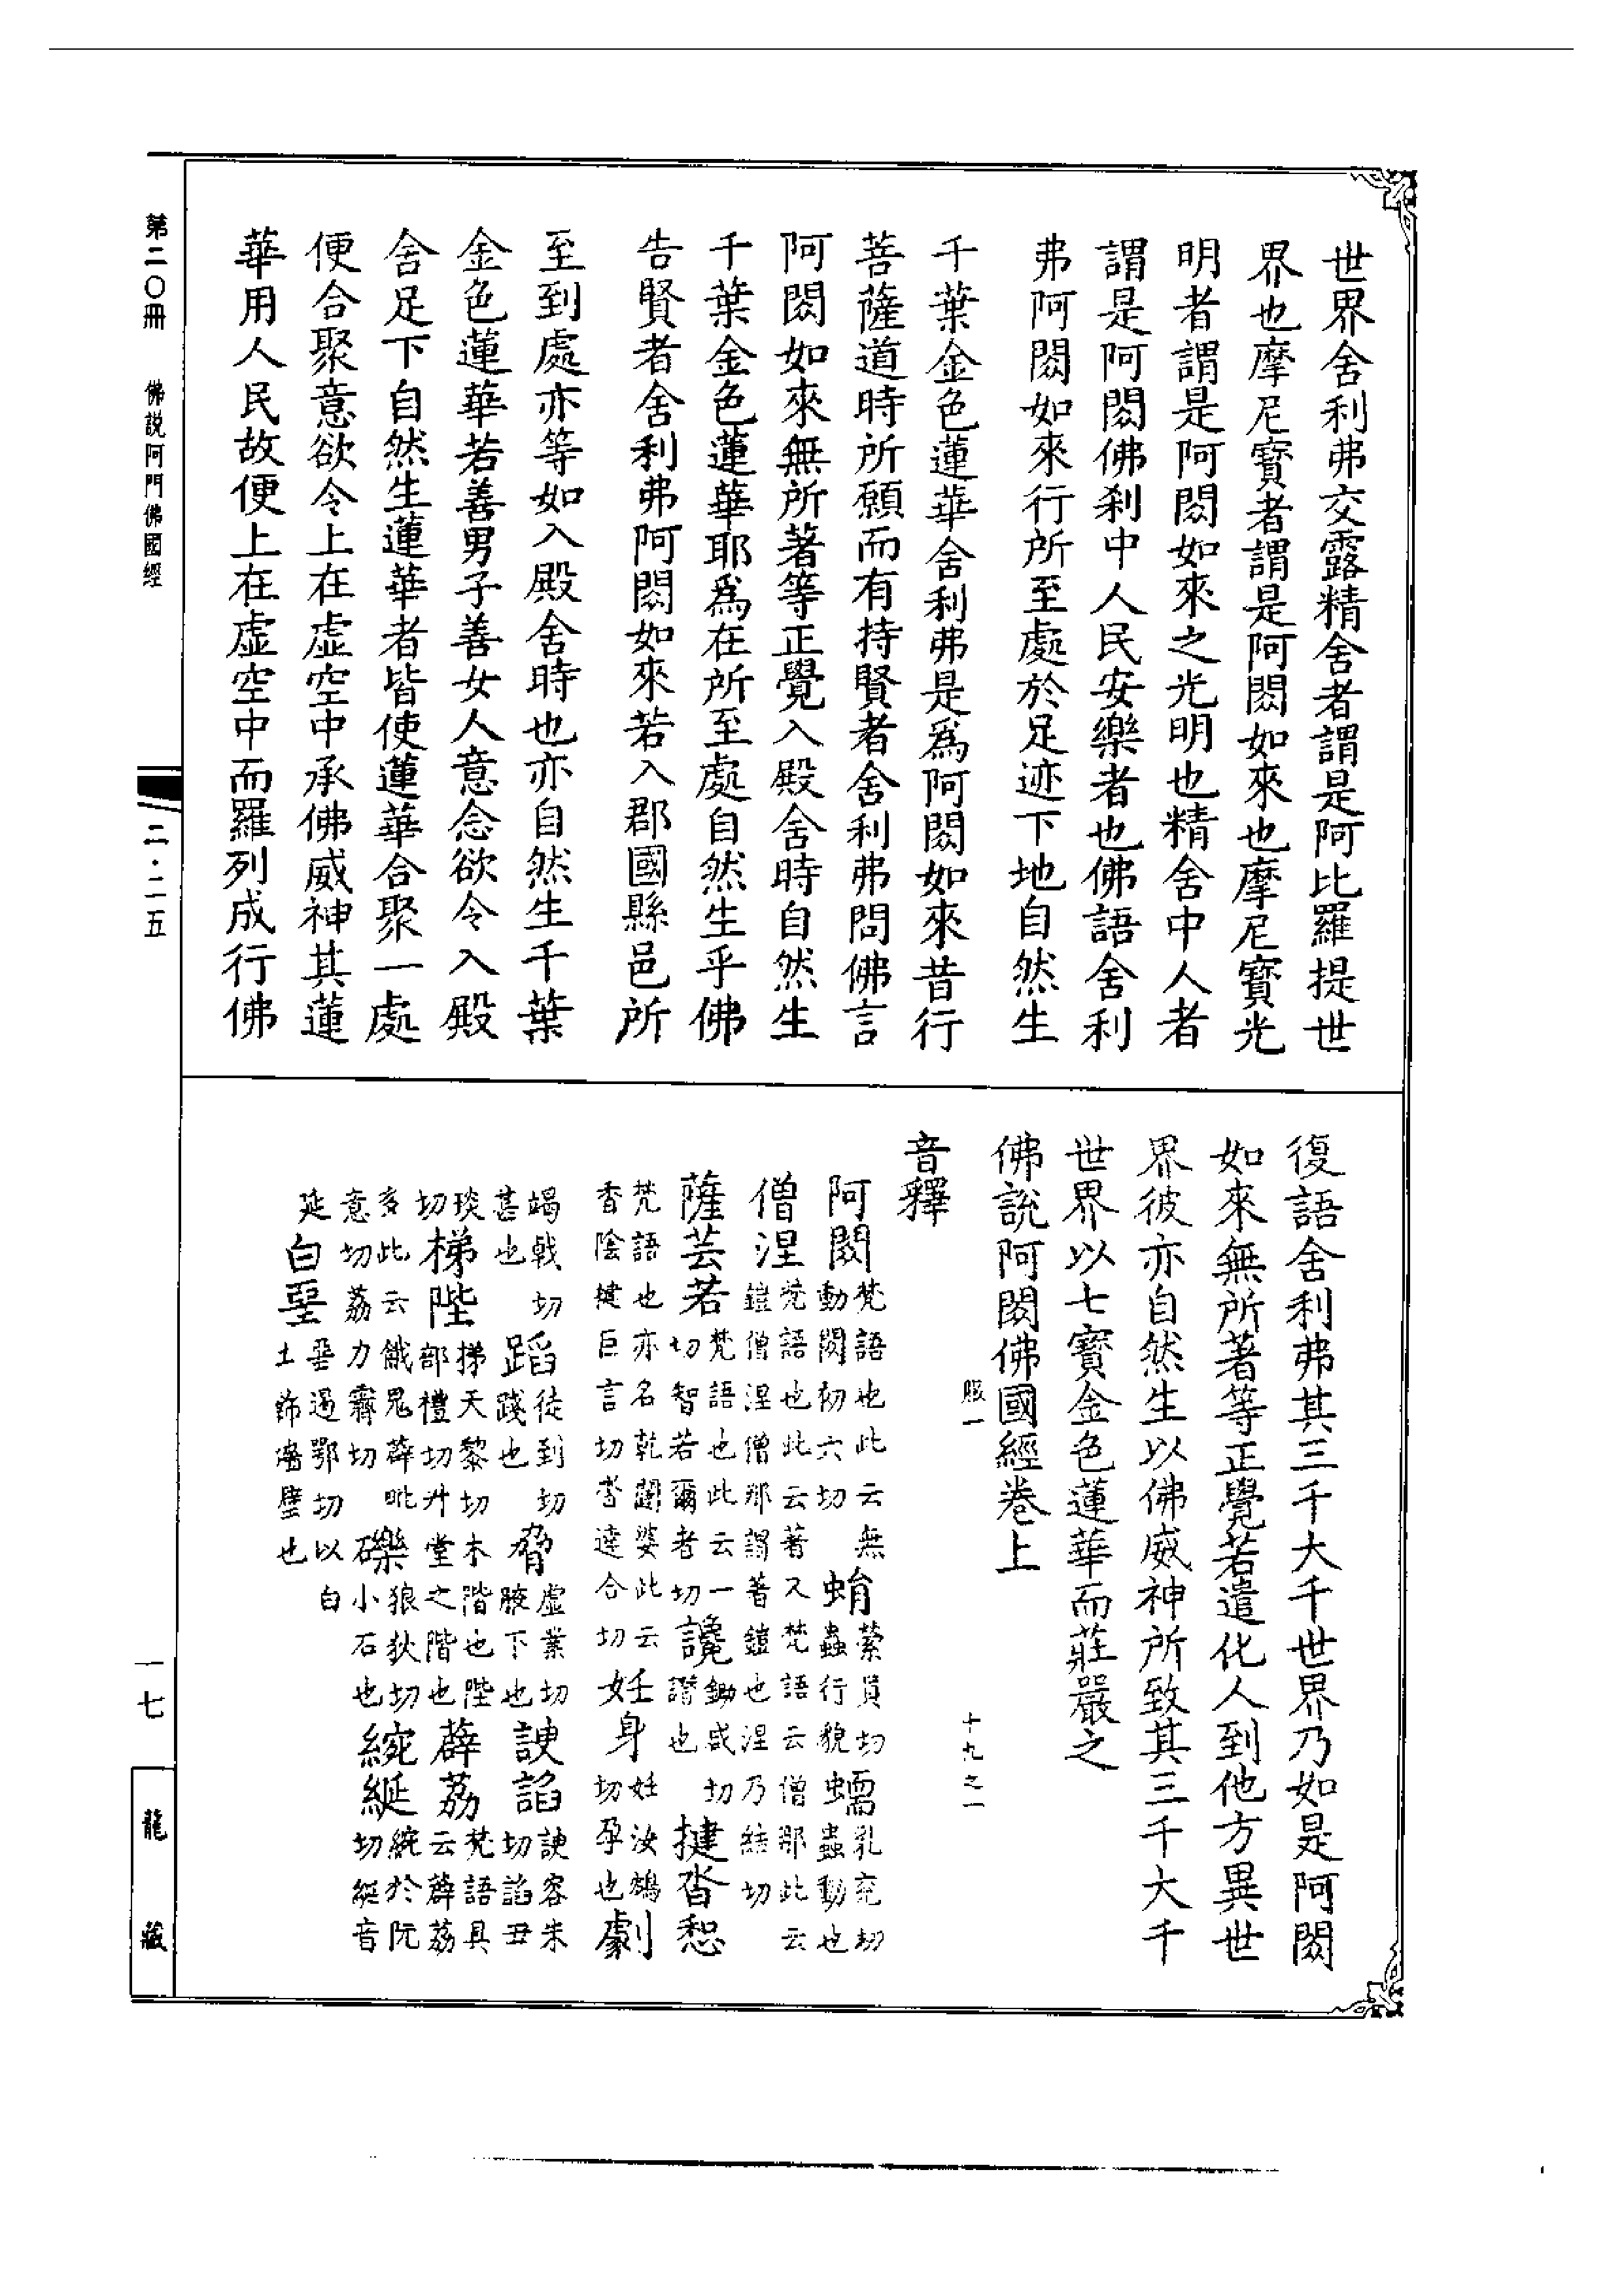 世界舍利弗交露精舍者謂是阿比羅提世
界也摩尼寶者謂是阿閦如來也摩尼寶光
明者謂是阿閦如來之光明也精舍中人者
謂是阿閦佛刹中人民安樂者也佛語舍利
弗阿閦如來行所至處於足迹下地自然生
千葉金色蓮華舍利弗是為阿閦如來昔行
菩薩道時所願而有持賢者舍利弗問佛言
阿閦如來無所著等正覺入殿舍時自然生
千葉金色蓮華耶為在所至處自然生乎佛
告賢者舍利弗阿閦如來若入郡國縣邑所
至到處亦等如入殿舍時也亦自然生千葉
金色蓮華若善男子善女人意念欲令入殿
舍足下自然生蓮華者皆使蓮華合聚一處
便合聚意欲令上在虛空中承佛威神其蓮
華用人民故便上在虛空中而羅列成行佛
復語舍利弗其三千大千世界乃如是阿閦
如來無所著等正覺若遣化人到他方異世
界彼亦自然生以佛威神所致其三千大千
世界以七寶金色蓮華而莊嚴之
佛說阿閦佛國經卷上
服一 十九之一
音釋
阿閦 梵語也此云無動閦初六切 蜎 縈員切蟲行貌 蠕 乳兖切蟲動也
僧涅 梵語也此云著又梵語云僧那此云鎧僧涅僧那謂著鎧也涅乃結切
薩芸若 梵語也此云一切智若爾者切 讒 鋤咸切譖也 揵沓惒
梵語也亦名乾闥婆此云香陰揵巨言切沓達合切 妊身 妊汝鴆切孕也 劇
竭戟切甚也 蹈 徒到切踐也 脅 虛業切腋下也 諛諂 諛容朱切諂丑
琰切 梯陛 梯天黎切木階也陛部禮切升堂之階也 薜荔 梵語具云薜荔
多此云餓鬼薜毗意切荔力霽切 礫 狼狄切小石也 綩綖 綩於阮切綖音
延 白堊 堊遏鄂切以白土飾牆壁也
第二〇冊 佛說阿門佛國經
二·二五
一七
龍藏